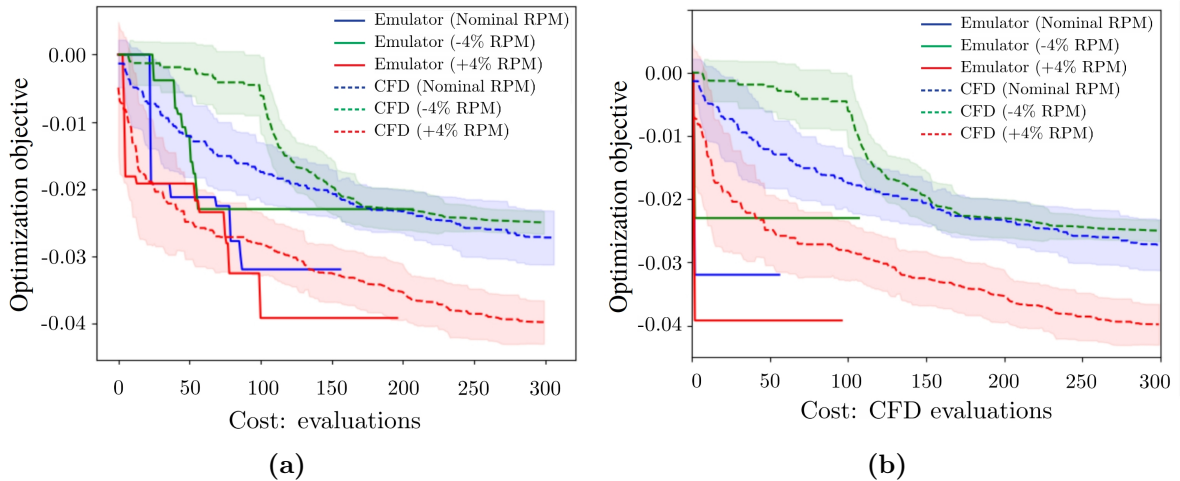 Emulator (Nominal RPM)
Emulator (-4% RPM)
Emulator (+4% RPM)
CFD (Nominal RPM)
CFD (-4% RPM)
CFD (+4% RPM)
Optimization objective
0.00
-0.01
-0.02
-0.03
-0.04
0 50 100 150 200 250 300
Cost: evaluations
(a)
Emulator (Nominal RPM)
Emulator (-4% RPM)
Emulator (+4% RPM)
CFD (Nominal RPM)
CFD (-4% RPM)
CFD (+4% RPM)
Optimization objective
-0.02
0.00
-0.01
-0.02
-0.03
-0.04
0 50 100 150 200 250 300
Cost: CFD evaluations
(b)